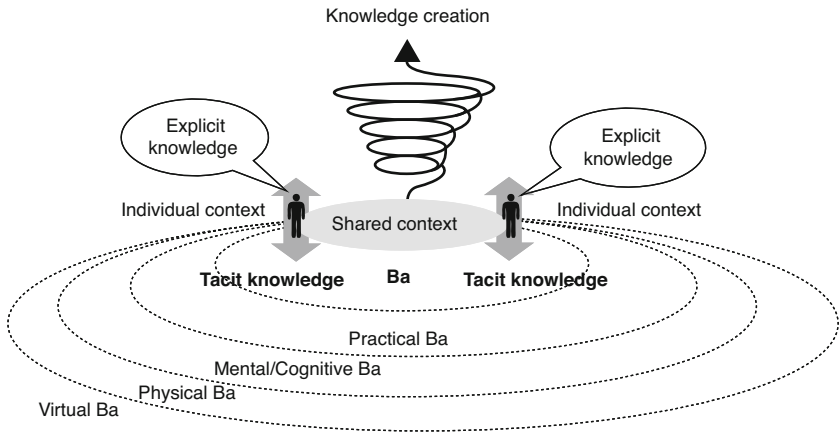 Knowledge creation
Explicit
knowledge
Explicit
knowledge
Individual context
Shared context
Individual context
Tacit knowledge
Ba
Tacit knowledge
Practical Ba
Mental/Cognitive Ba
Physical Ba
Virtual Ba